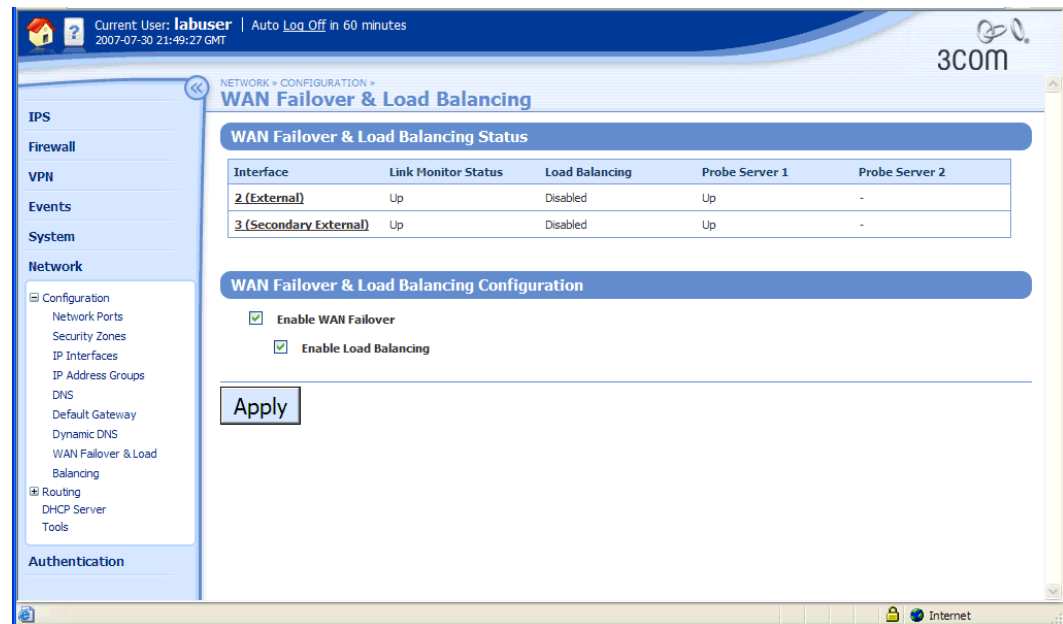 Current User: labuser | Auto Log Off in 60 minutes
2007-07-30 21:49:27 GMT
3COM
NETWORK » CONFIGURATION »
WAN Failover & Load Balancing
IPS
Firewall
VPN
Events
System
Network
Configuration
Network Ports
Security Zones
IP Interfaces
IP Address Groups
DNS
Default Gateway
Dynamic DNS
WAN Failover & Load
Balancing
Routing
DHCP Server
Tools
Authentication
WAN Failover & Load Balancing Status
Interface Link Monitor Status Load Balancing Probe Server 1 Probe Server 2
2 (External) Up Disabled Up -
3 (Secondary External) Up Disabled Up -
WAN Failover & Load Balancing Configuration
Enable WAN Failover
Enable Load Balancing
Apply
Internet